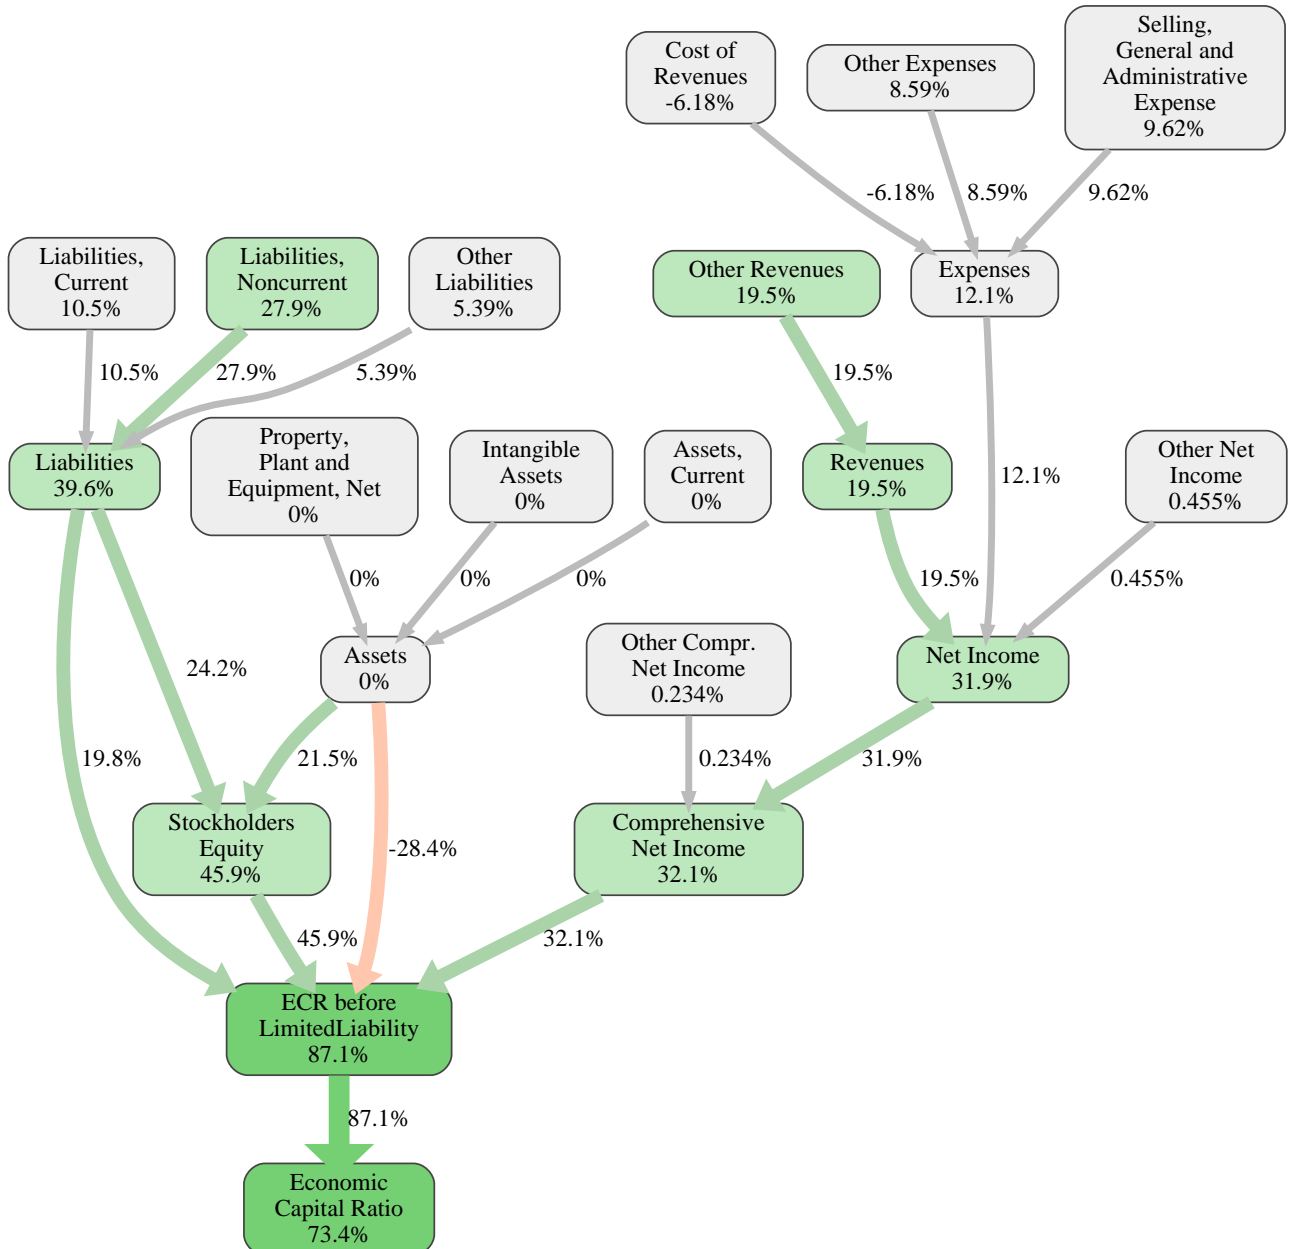 Cost of
Revenues
-6.18%
Other Expenses
8.59%
Selling,
General and
Administrative
Expense
9.62%
-6.18%
8.59%
9.62%
Liabilities,
Current
10.5%
Liabilities,
Noncurrent
27.9%
Other
Liabilities
5.39%
Other Revenues
19.5%
Expenses
12.1%
10.5%
27.9%
5.39%
19.5%
Liabilities
39.6%
Property,
Plant and
Equipment, Net
0%
Intangible
Assets
0%
Assets,
Current
0%
Revenues
19.5%
12.1%
Other Net
Income
0.455%
0%
0%
0%
19.5%
0.455%
24.2%
Assets
0%
Other Compr.
Net Income
0.234%
Net Income
31.9%
19.8%
21.5%
0.234%
31.9%
Stockholders
Equity
45.9%
-28.4%
Comprehensive
Net Income
32.1%
45.9%
32.1%
ECR before
LimitedLiability
87.1%
87.1%
Economic
Capital Ratio
73.4%